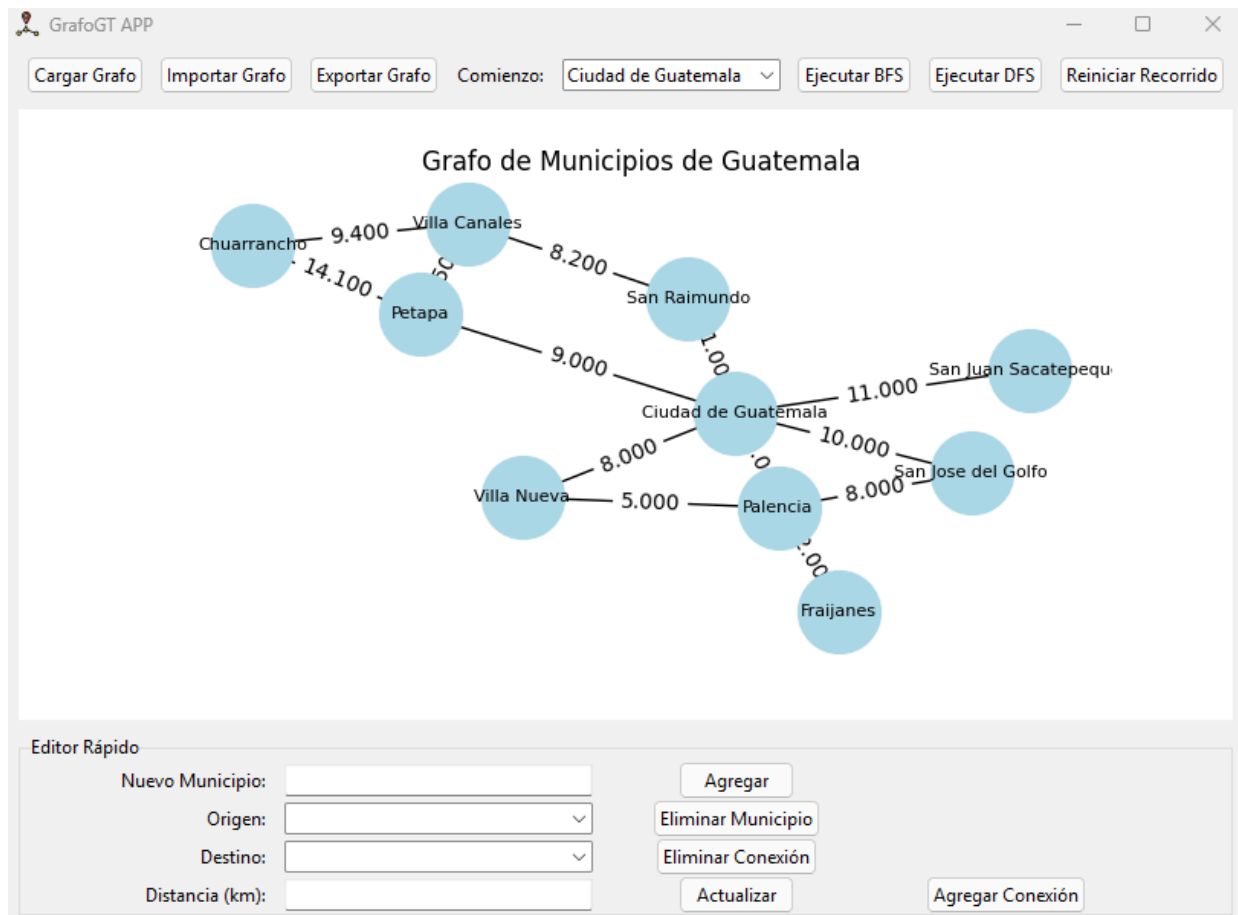 GrafoGT APP
Cargar Grafo Importar Grafo Exportar Grafo Comienzo: Ciudad de Guatemala Ejecutar BFS Ejecutar DFS Reiniciar Recorrido
Grafo de Municipios de Guatemala
Villa Canales
Chuarrancho
9.400
8.200
14.100
San Raimundo
Petapa
9.000
San Juan Sacatepequ
11.000
Ciudad de Guatemala
10.000
8.000
San Jose del Golfo
8.000
Villa Nueva
5.000
Palencia
Fraijanes
Editor Rápido
Nuevo Municipio: Agregar
Origen: Eliminar Municipio
Destino: Eliminar Conexión
Distancia (km): Actualizar Agregar Conexión